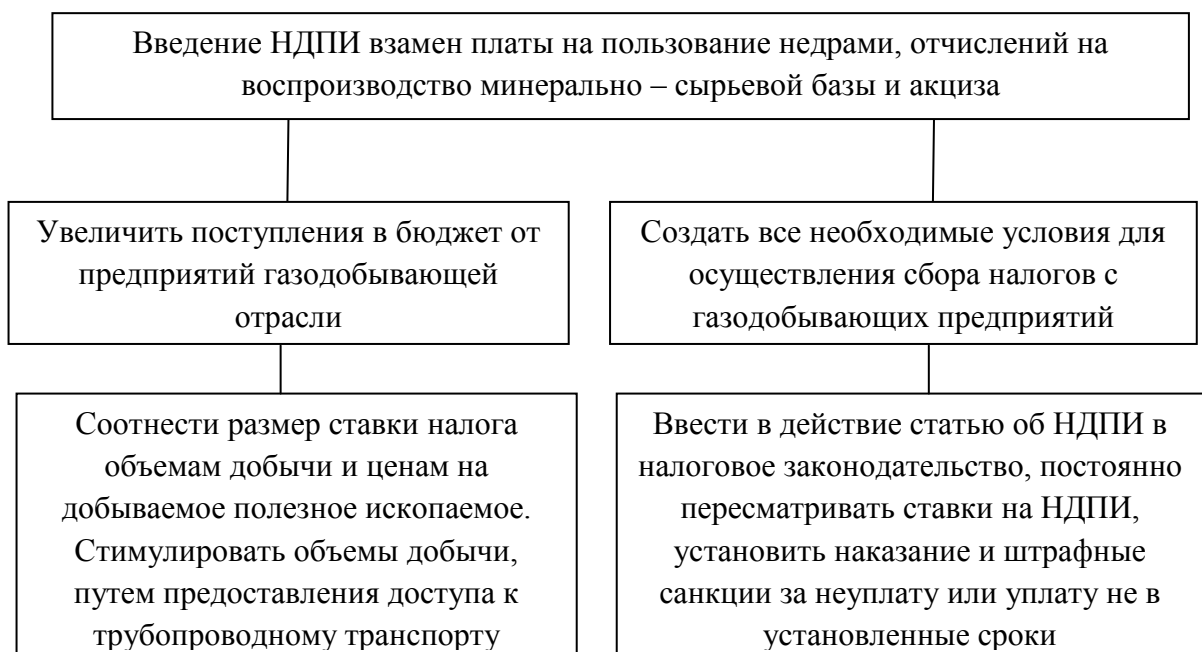 Введение НДПИ взамен платы на пользование недрами, отчислений на
воспроизводство минерально – сырьевой базы и акциза
Увеличить поступления в бюджет от
предприятий газодобывающей
отрасли
Создать все необходимые условия для
осуществления сбора налогов с
газодобывающих предприятий
Соотнести размер ставки налога
объемам добычи и ценам на
добываемое полезное ископаемое.
Стимулировать объемы добычи,
путем предоставления доступа к
трубопроводному транспорту
Ввести в действие статью об НДПИ в
налоговое законодательство, постоянно
пересматривать ставки на НДПИ,
установить наказание и штрафные
санкции за неуплату или уплату не в
установленные сроки